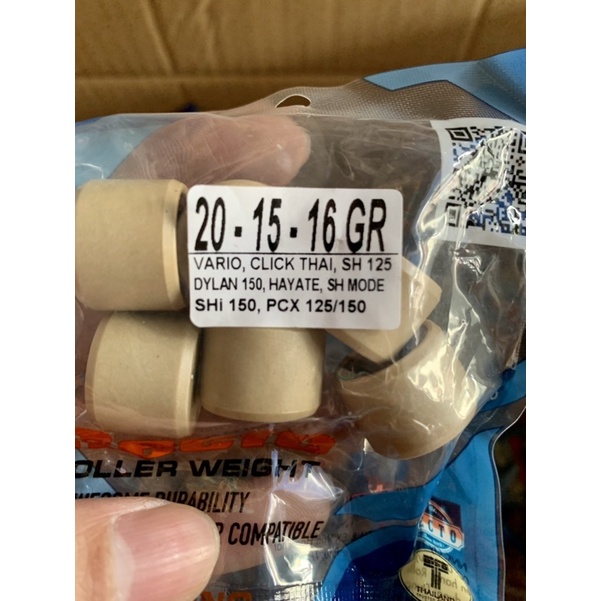 20 - 15 - 16 GR
VARIO, CLICK THAI, SH 125
DYLAN 150, HAYATE, SH MODE
SHi 150, PCX 125/150
OLLER WEIGHT
DURABILITY
COMPATIBLE